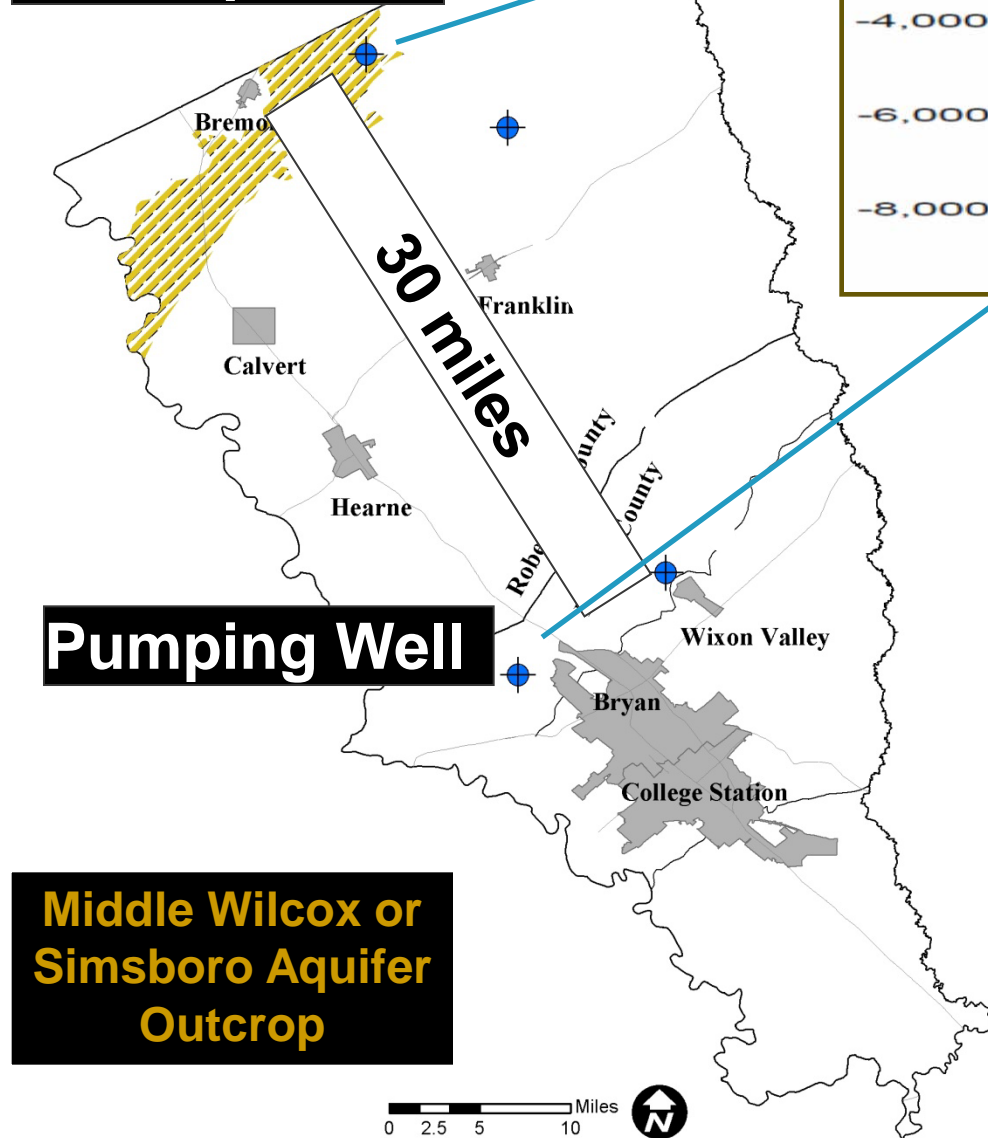 -4,000
-6,000
-8,000
Bremo
30 miles
Franklin
Calvert
Hearne
Robe
ounty
County
Pumping Well
Wixon Valley
Bryan
College Station
Middle Wilcox or
Simsboro Aquifer
Outcrop
Miles
0 2.5 5 10
N